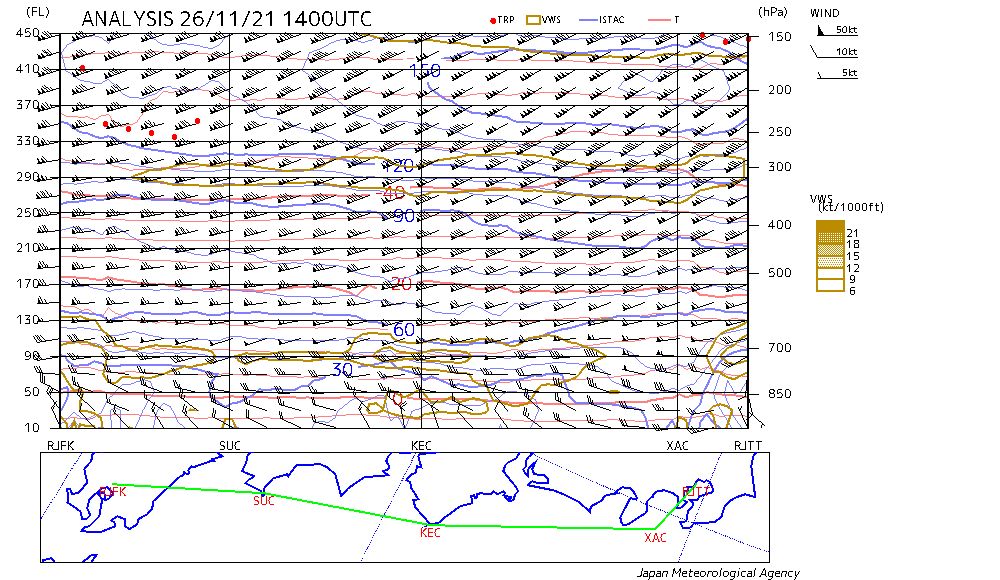 (FL) ANALYSIS 26/11/21 1400UTC TRP VWS ISTAC T (hPa) WIND
450 150 50kt
10kt
410 150 5kt
200
370
250
330
120 300
290
40 VWS
250 90 (kt/1000ft)
400
21
210 18
15
500 12
170 20 9
6
130 60
90 700
30
50 0 850
10
RJFK SUC KEC XAC RJTT
RJFK RJTT
SUC
KEC XAC
Japan Meteorological Agency